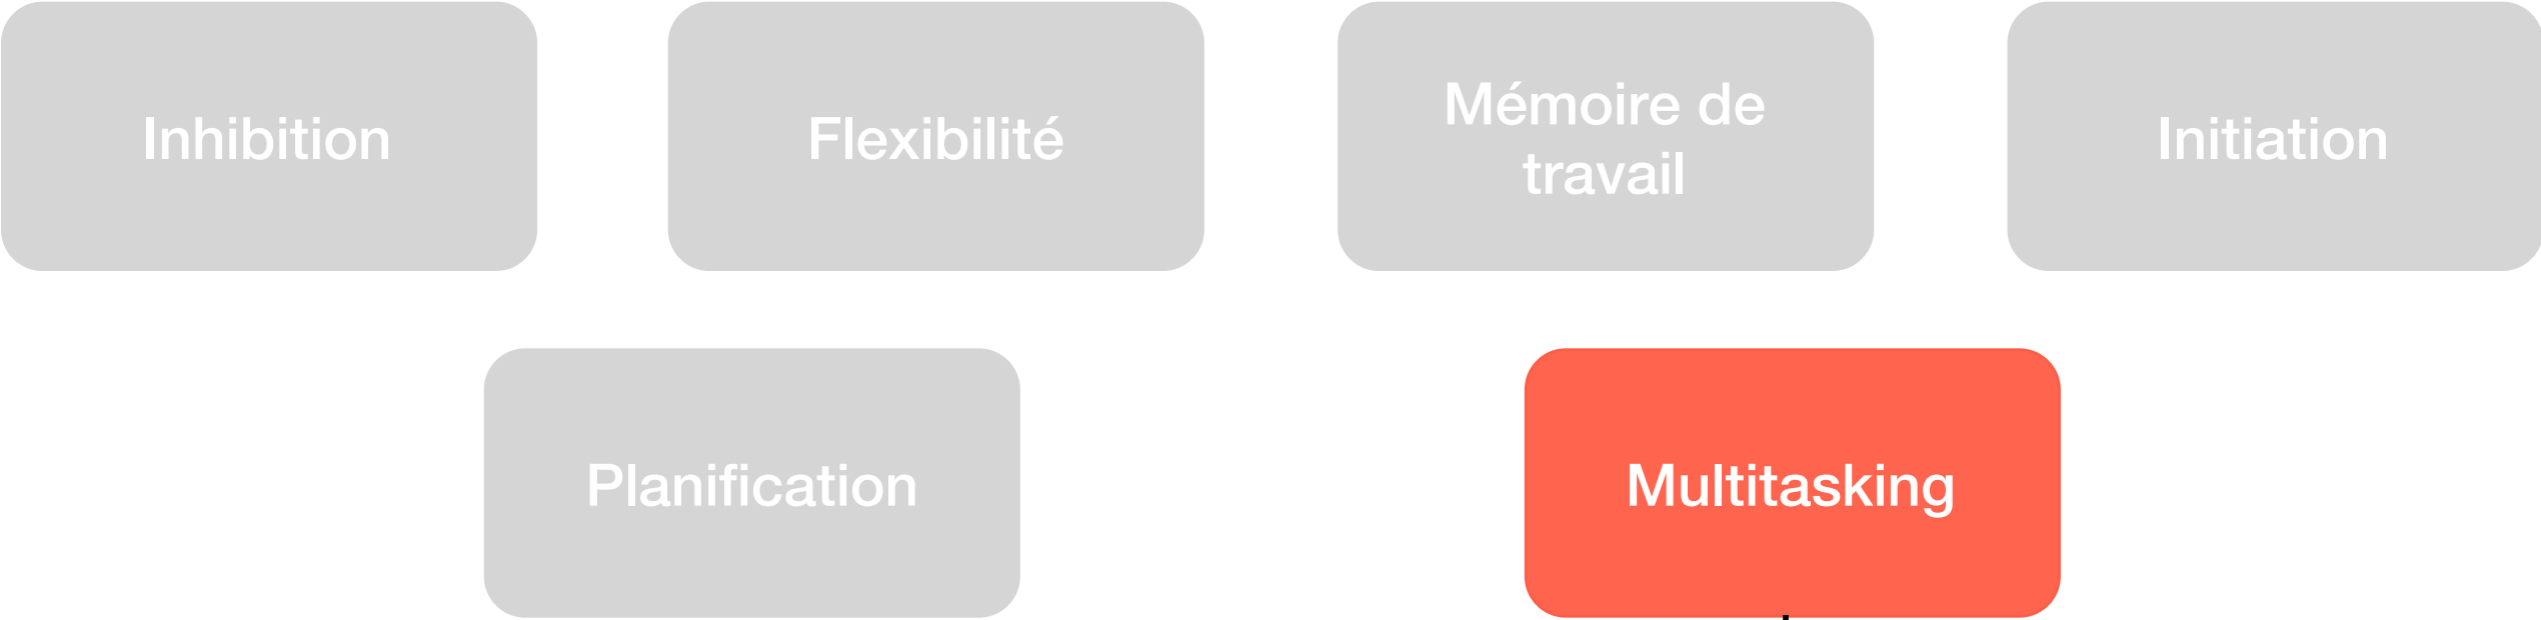 Inhibition
Flexibilité
Mémoire de
travail
Initiation
Planification
Multitasking